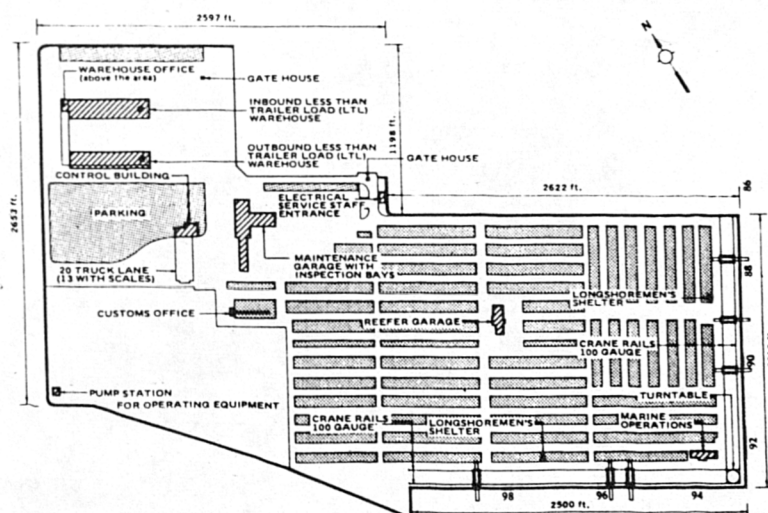 2597 ft.
N
WAREHOUSE OFFICE
(above the area)
GATE HOUSE
INBOUND LESS THAN
TRAILER LOAD (LTL)
WAREHOUSE
1198 ft.
OUTBOUND LESS THAN
TRAILER LOAD (LTL)
WAREHOUSE
GATE HOUSE
CONTROL BUILDING
2653 ft.
PARKING
ELECTRICAL
SERVICE STAFF
ENTRANCE
2622 ft.
86
20 TRUCK LANE
(13 WITH SCALES)
MAINTENANCE
GARAGE WITH
INSPECTION BAYS
88
LONGSHOREMEN'S
SHELTER
CUSTOMS OFFICE
REEFER GARAGE
CRANE RAILS
100 GAUGE
90
PUMP STATION
FOR OPERATING EQUIPMENT
TURNTABLE
CRANE RAILS
100 GAUGE
LONGSHOREMEN'S
SHELTER
MARINE
OPERATIONS
92
98
96
94
2500 ft.